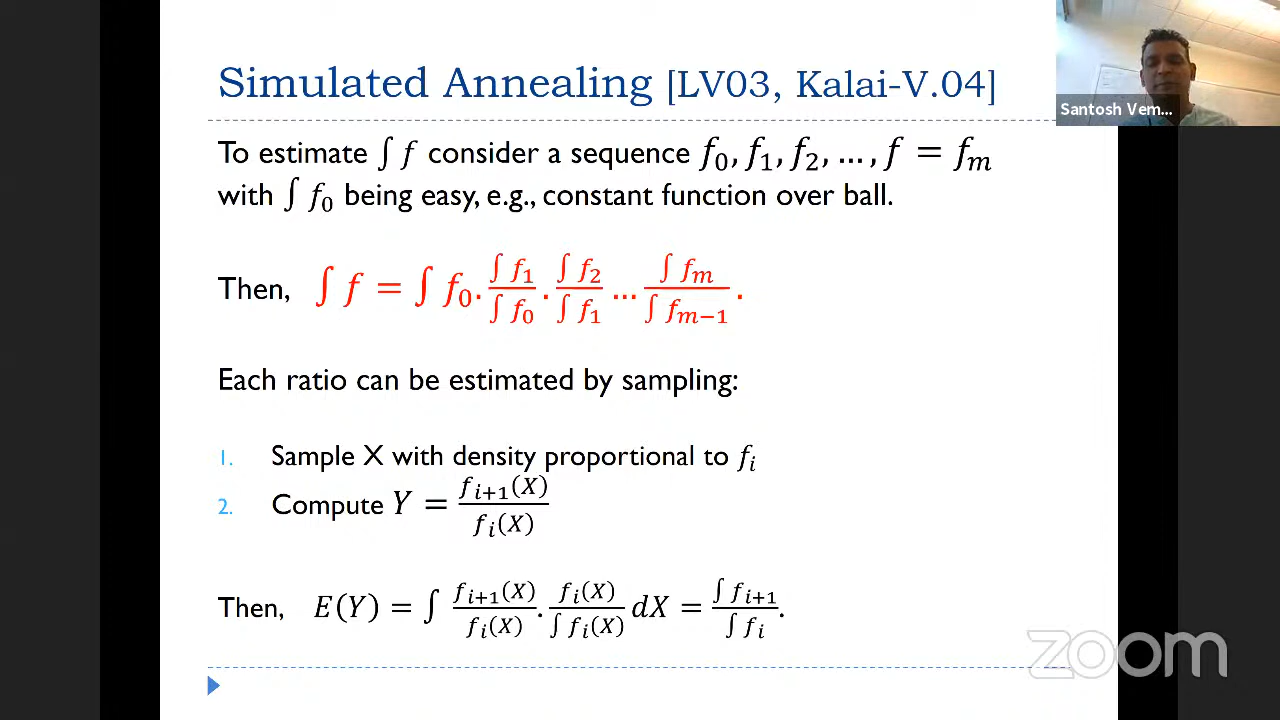 Simulated Annealing [LV03, Kalai-V.04]
Santosh Vem...
To estimate ∫ f consider a sequence f₀, f₁, f₂, …, f = fₘ
with ∫ f₀ being easy, e.g., constant function over ball.
Then, ∫ f = ∫ f₀ . (∫ f₁)/(∫ f₀) . (∫ f₂)/(∫ f₁) … (∫ fₘ)/(∫ fₘ₋₁) .
Each ratio can be estimated by sampling:
1. Sample X with density proportional to fᵢ
2. Compute Y = fᵢ₊₁(X)/fᵢ(X)
Then, E(Y) = ∫ fᵢ₊₁(X)/fᵢ(X) . fᵢ(X)/∫ fᵢ(X) dX = ∫ fᵢ₊₁/∫ fᵢ .
zoom